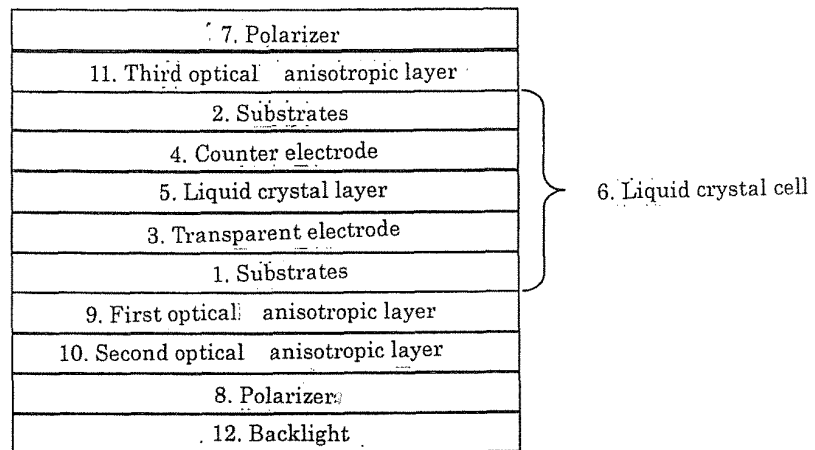 7. Polarizer
11. Third optical anisotropic layer
2. Substrates
4. Counter electrode
5. Liquid crystal layer
6. Liquid crystal cell
3. Transparent electrode
1. Substrates
9. First optical anisotropic layer
10. Second optical anisotropic layer
8. Polarizer
12. Backlight